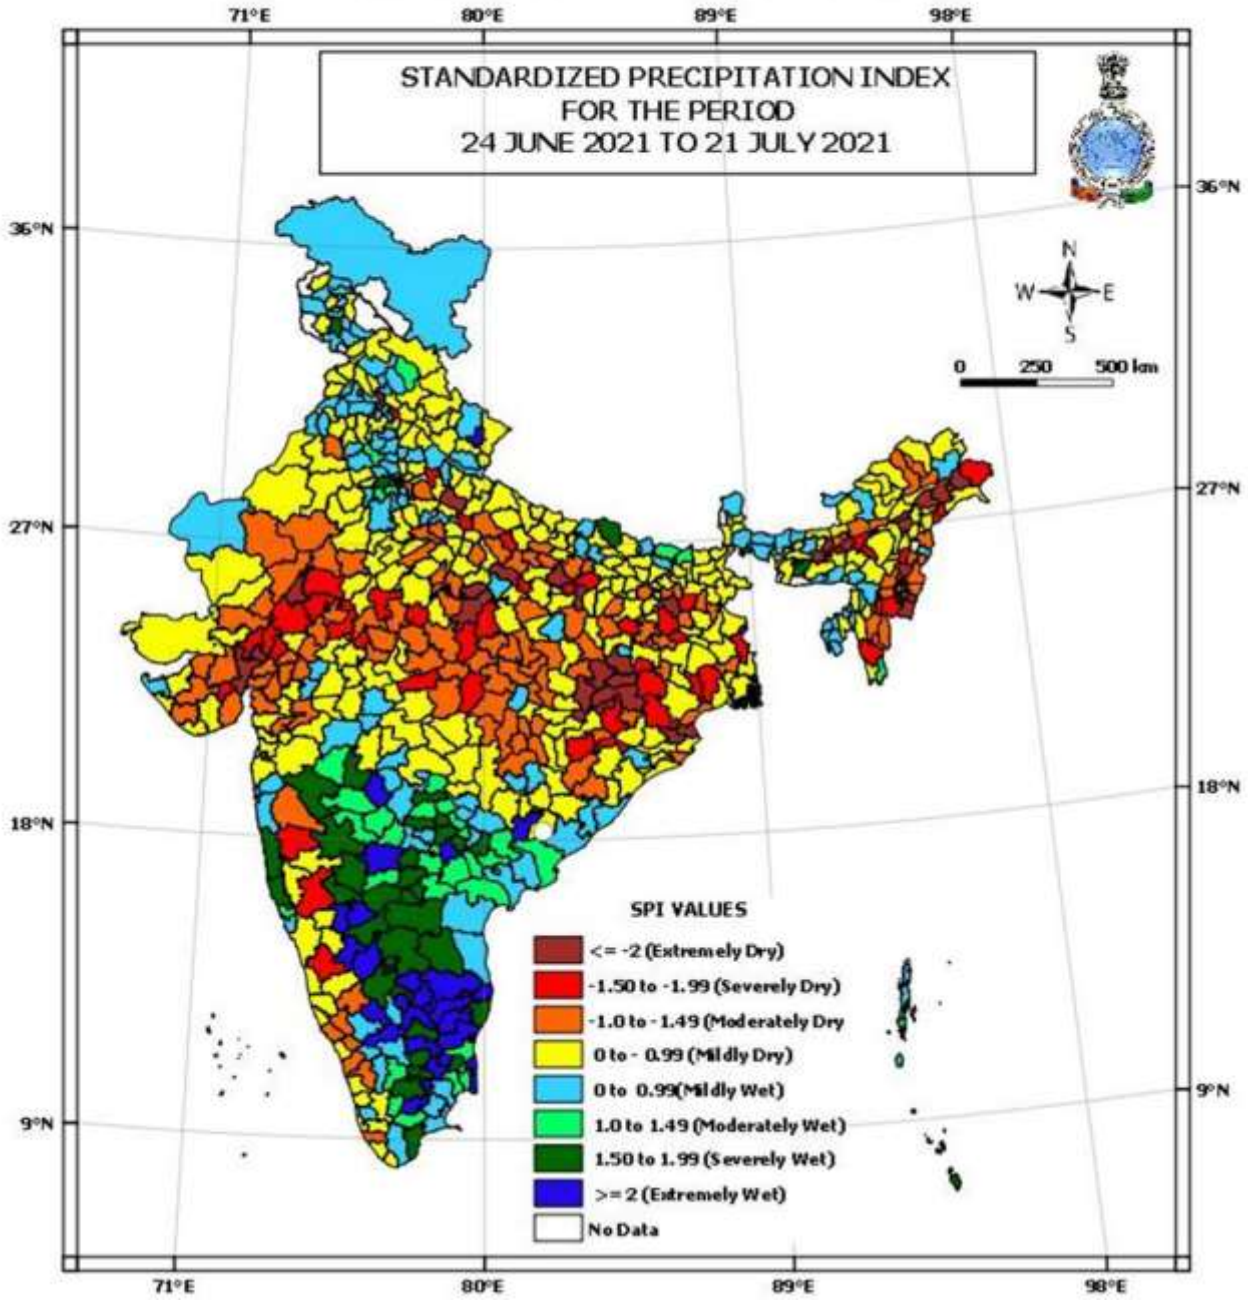 71°E 80°E 89°E 98°E
STANDARDIZED PRECIPITATION INDEX
FOR THE PERIOD
24 JUNE 2021 TO 21 JULY 2021
36°N 36°N
N
W E
S
0 250 500 km
27°N 27°N
18°N 18°N
SPI VALUES
<= -2 (Extremely Dry)
-1.50 to -1.99 (Severely Dry)
-1.0 to -1.49 (Moderately Dry
0 to - 0.99 (Mildly Dry)
0 to 0.99(Mildly Wet)
1.0 to 1.49 (Moderately Wet)
1.50 to 1.99 (Severely Wet)
>= 2 (Extremely Wet)
No Data
9°N 9°N
71°E 80°E 89°E 98°E